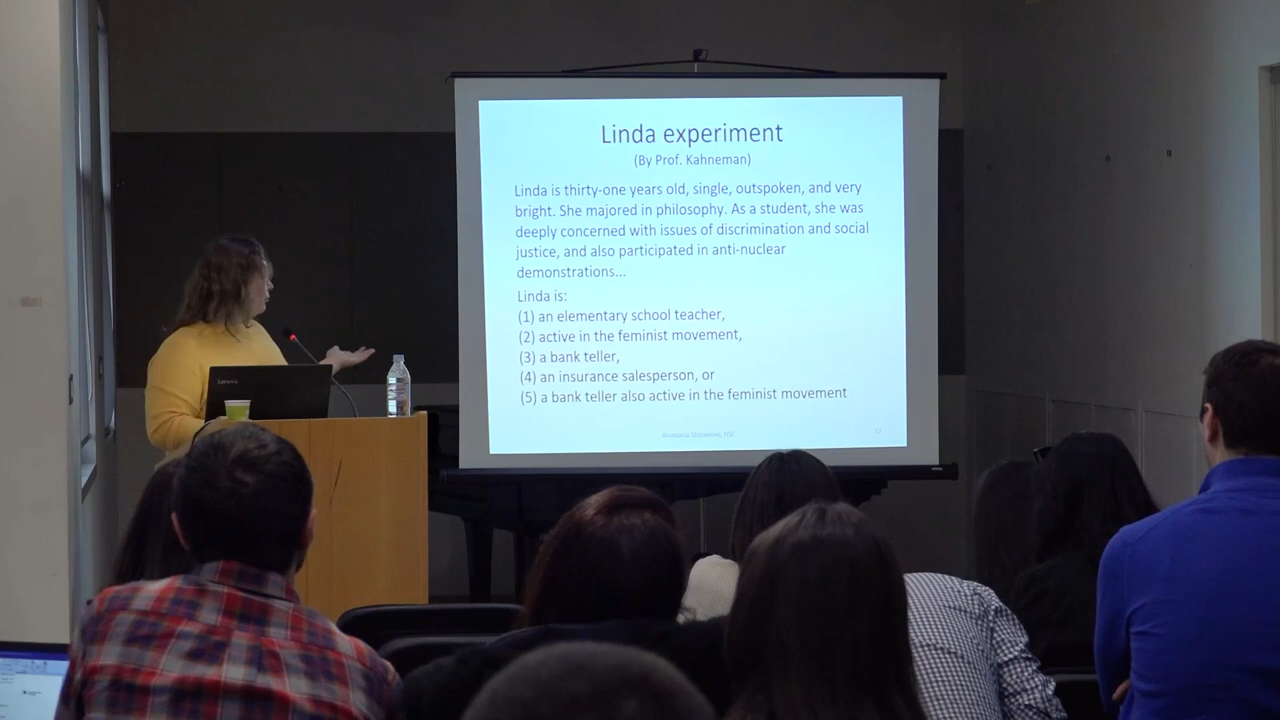 Linda experiment
(By Prof. Kahneman)
Linda is thirty-one years old, single, outspoken, and very
bright. She majored in philosophy. As a student, she was
deeply concerned with issues of discrimination and social
justice, and also participated in anti-nuclear
demonstrations...
Linda is:
(1) an elementary school teacher,
(2) active in the feminist movement,
(3) a bank teller,
(4) an insurance salesperson, or
(5) a bank teller also active in the feminist movement
Lenovo